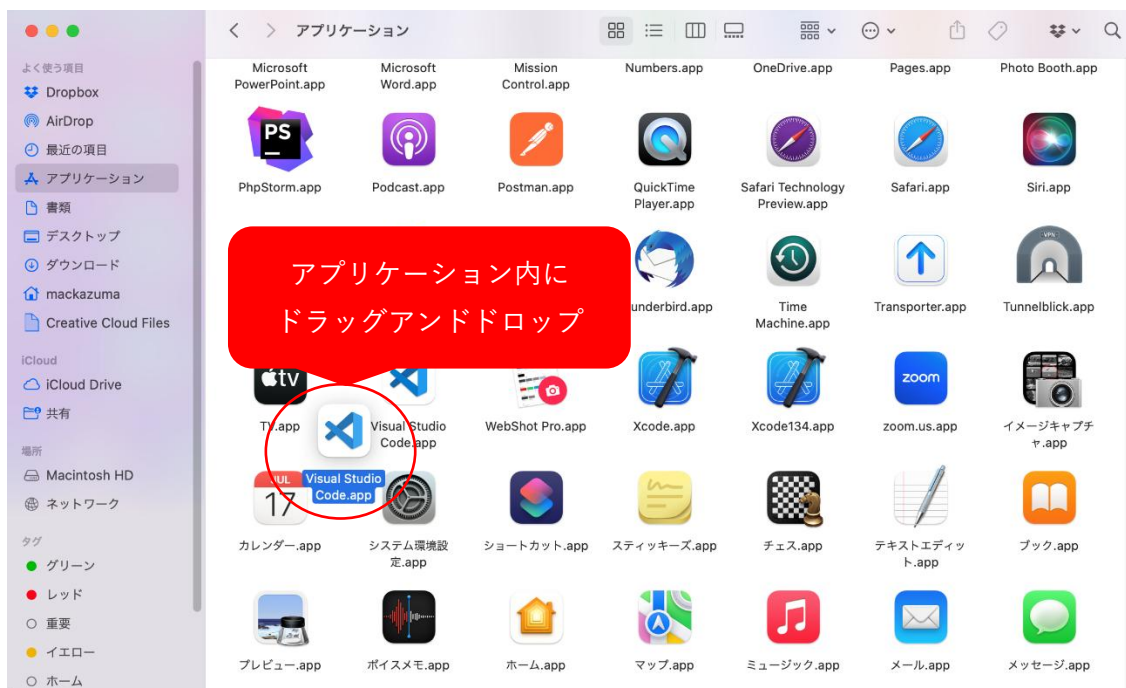 アプリケーション
よく使う項目
Dropbox
AirDrop
最近の項目
アプリケーション
書類
デスクトップ
ダウンロード
mackazuma
Creative Cloud Files
iCloud
iCloud Drive
共有
場所
Macintosh HD
ネットワーク
タグ
グリーン
レッド
重要
イエロー
ホーム
Microsoft
PowerPoint.app
Microsoft
Word.app
Mission
Control.app
Numbers.app
OneDrive.app
Pages.app
Photo Booth.app
PS
PhpStorm.app
Podcast.app
Postman.app
QuickTime
Player.app
Safari Technology
Preview.app
Safari.app
Siri.app
アプリケーション内に
ドラッグアンドドロップ
underbird.app
Time
Machine.app
VPN
Transporter.app
Tunnelblick.app
tv
TV.app
Visual Studio
Code.app
WebShot Pro.app
Xcode.app
Xcode134.app
zoom
zoom.us.app
イメージキャプチ
ャ.app
Visual Studio
Code.app
JUL
17
カレンダー.app
システム環境設
定.app
ショートカット.app
スティッキーズ.app
チェス.app
テキストエディッ
ト.app
ブック.app
プレビュー.app
ボイスメモ.app
ホーム.app
マップ.app
ミュージック.app
メール.app
メッセージ.app